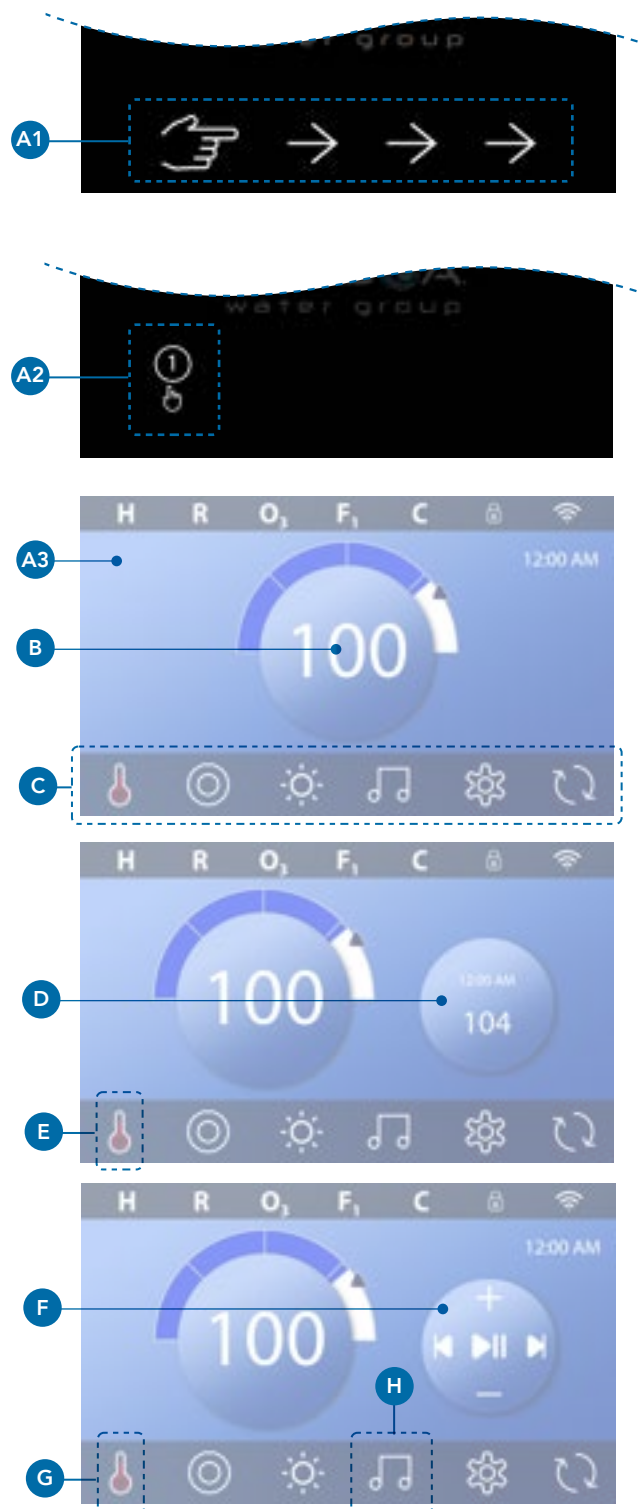 water group
A1
A2
water group
1
H R O₃ F₁ C
A3
12:00 AM
B
100
C
H R O₃ F₁ C
D
100
12:00 AM
104
E
H R O₃ F₁ C
12:00 AM
F
100
H
G